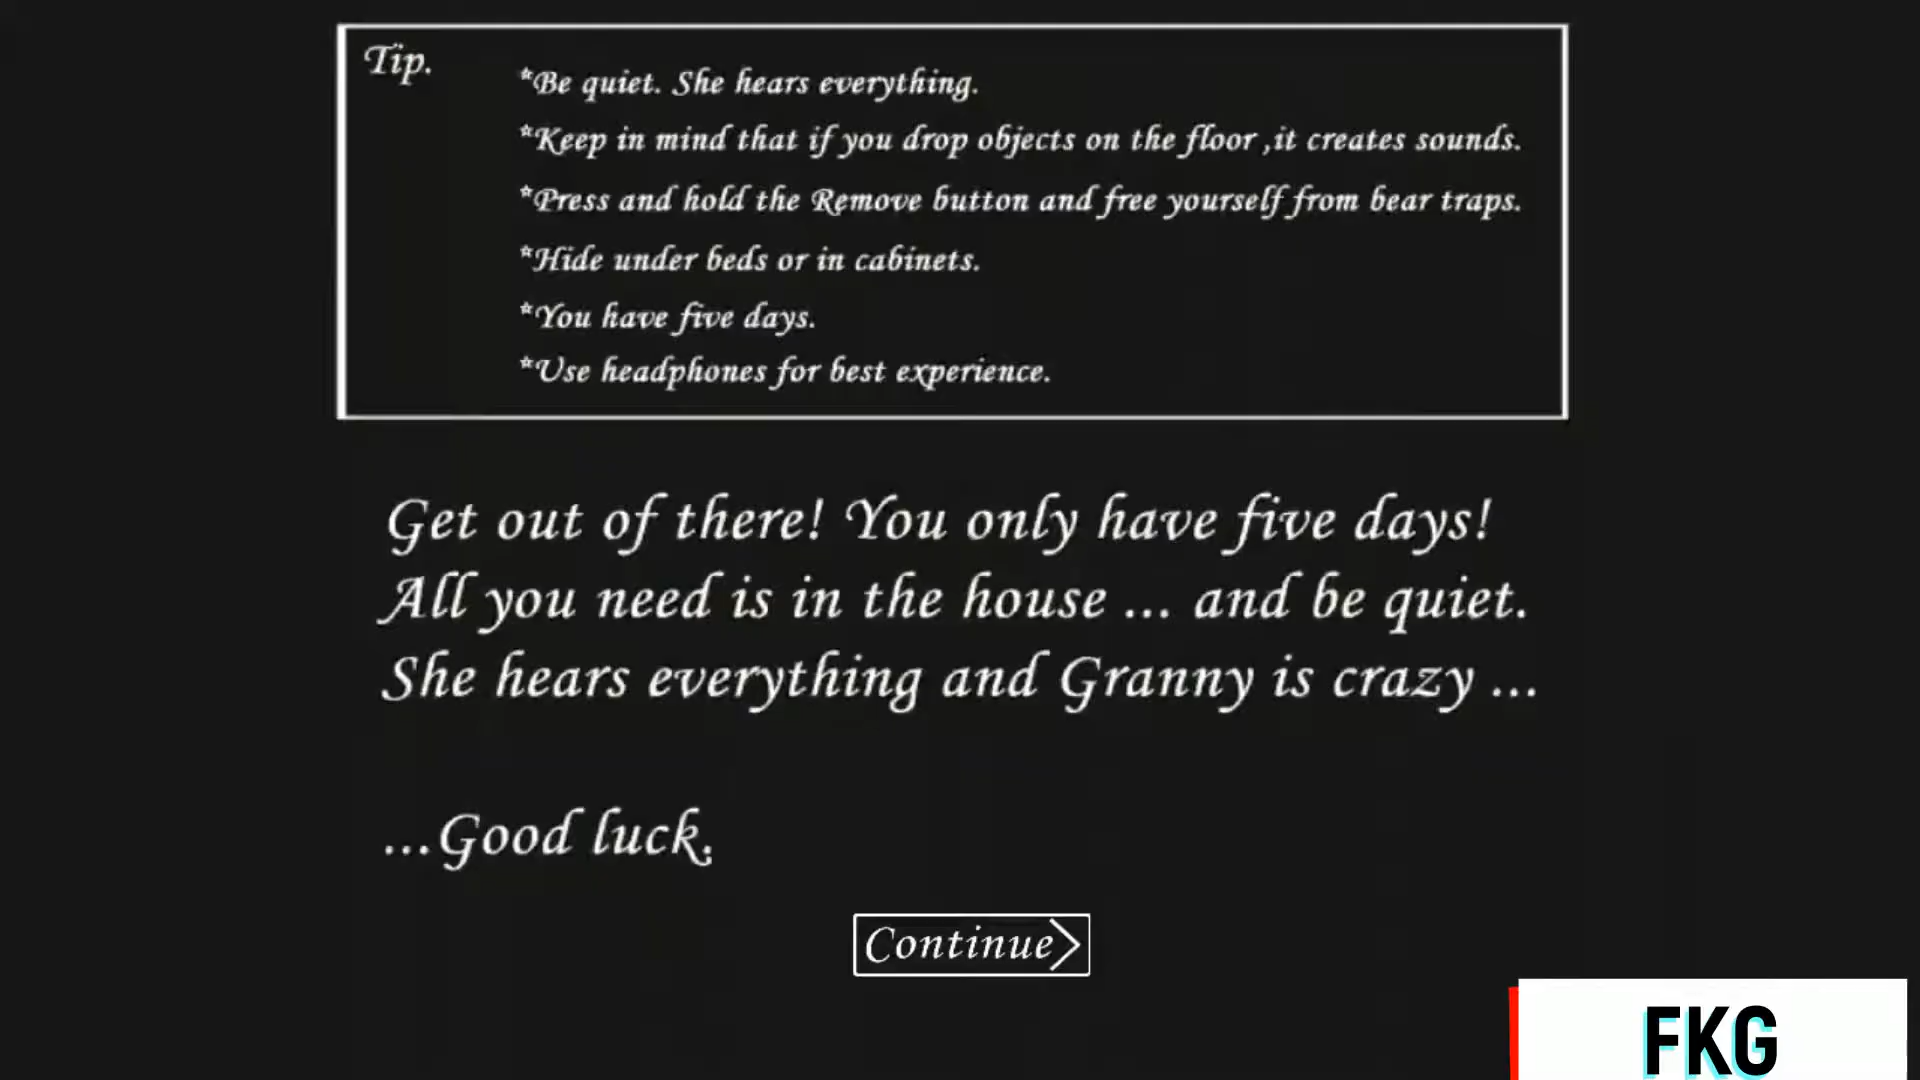 Tip.
*Be quiet. She hears everything.
*Keep in mind that if you drop objects on the floor ,it creates sounds.
*Press and hold the Remove button and free yourself from bear traps.
*Hide under beds or in cabinets.
*You have five days.
*Use headphones for best experience.
Get out of there! You only have five days!
All you need is in the house ... and be quiet.
She hears everything and Granny is crazy ...
...Good luck.
Continue>
FKG